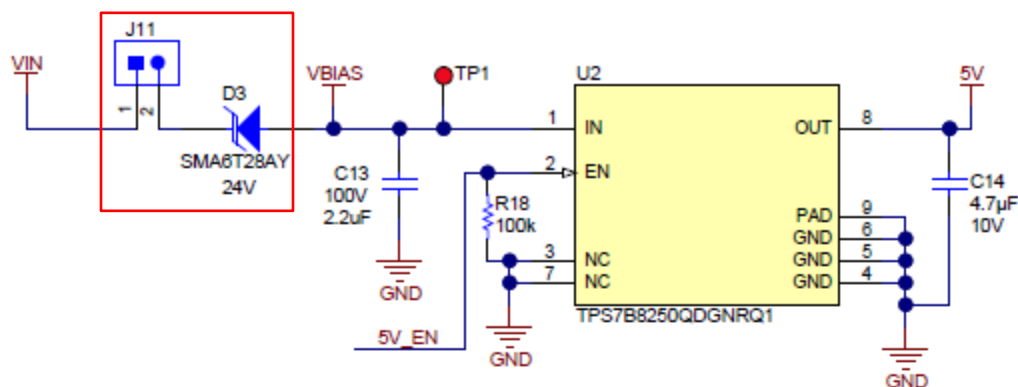 J11
VIN
1
2
D3
SMA6T28AY
24V
VBIAS
TP1
C13
100V
2.2uF
GND
R18
100k
5V_EN
GND
U2
1
IN
2
EN
3
NC
7
NC
OUT
8
PAD
9
GND
6
GND
5
GND
4
TPS7B8250QDGNRQ1
5V
C14
4.7µF
10V
GND